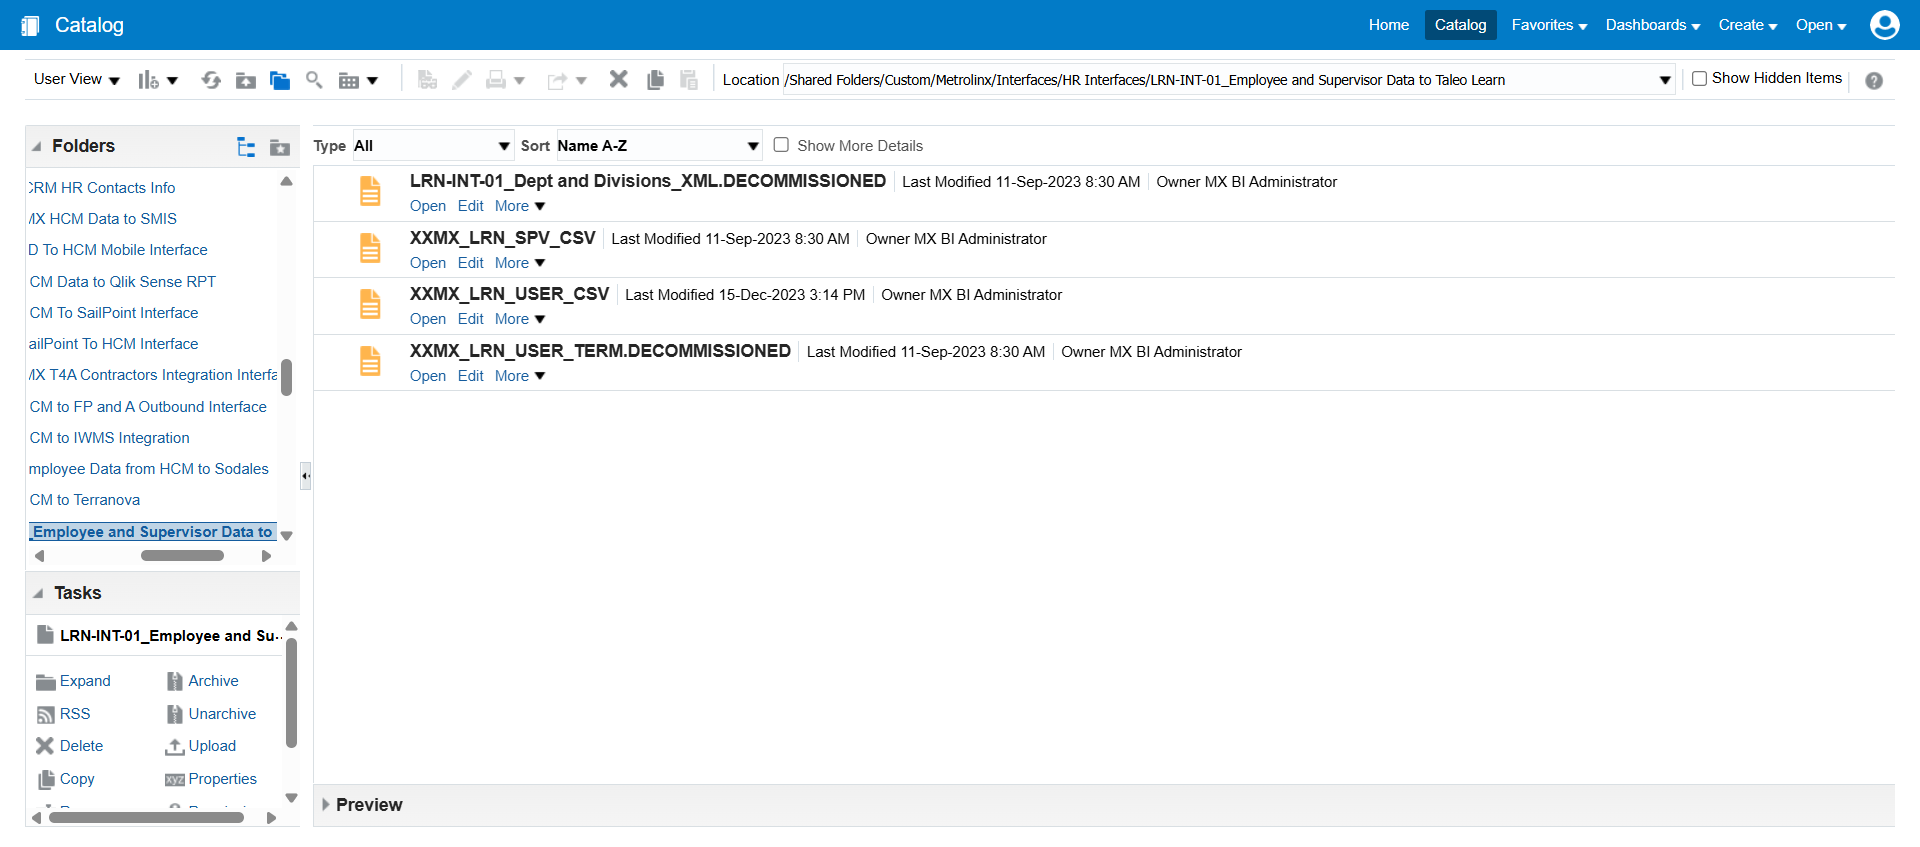 Catalog
Home Catalog Favorites Dashboards Create Open
User View
Location /Shared Folders/Custom/Metrolinx/Interfaces/HR Interfaces/LRN-INT-01_Employee and Supervisor Data to Taleo Learn
Show Hidden Items
Folders
CRM HR Contacts Info
MX HCM Data to SMIS
D To HCM Mobile Interface
CM Data to Qlik Sense RPT
CM To SailPoint Interface
ailPoint To HCM Interface
MX T4A Contractors Integration Interfa
CM to FP and A Outbound Interface
CM to IWMS Integration
mployee Data from HCM to Sodales
CM to Terranova
_Employee and Supervisor Data to
Tasks
LRN-INT-01_Employee and Su...
Expand Archive
RSS Unarchive
Delete Upload
Copy xyz Properties
Type All Sort Name A-Z Show More Details
LRN-INT-01_Dept and Divisions_XML.DECOMMISSIONED Last Modified 11-Sep-2023 8:30 AM Owner MX BI Administrator
Open Edit More
XXMX_LRN_SPV_CSV Last Modified 11-Sep-2023 8:30 AM Owner MX BI Administrator
Open Edit More
XXMX_LRN_USER_CSV Last Modified 15-Dec-2023 3:14 PM Owner MX BI Administrator
Open Edit More
XXMX_LRN_USER_TERM.DECOMMISSIONED Last Modified 11-Sep-2023 8:30 AM Owner MX BI Administrator
Open Edit More
Preview